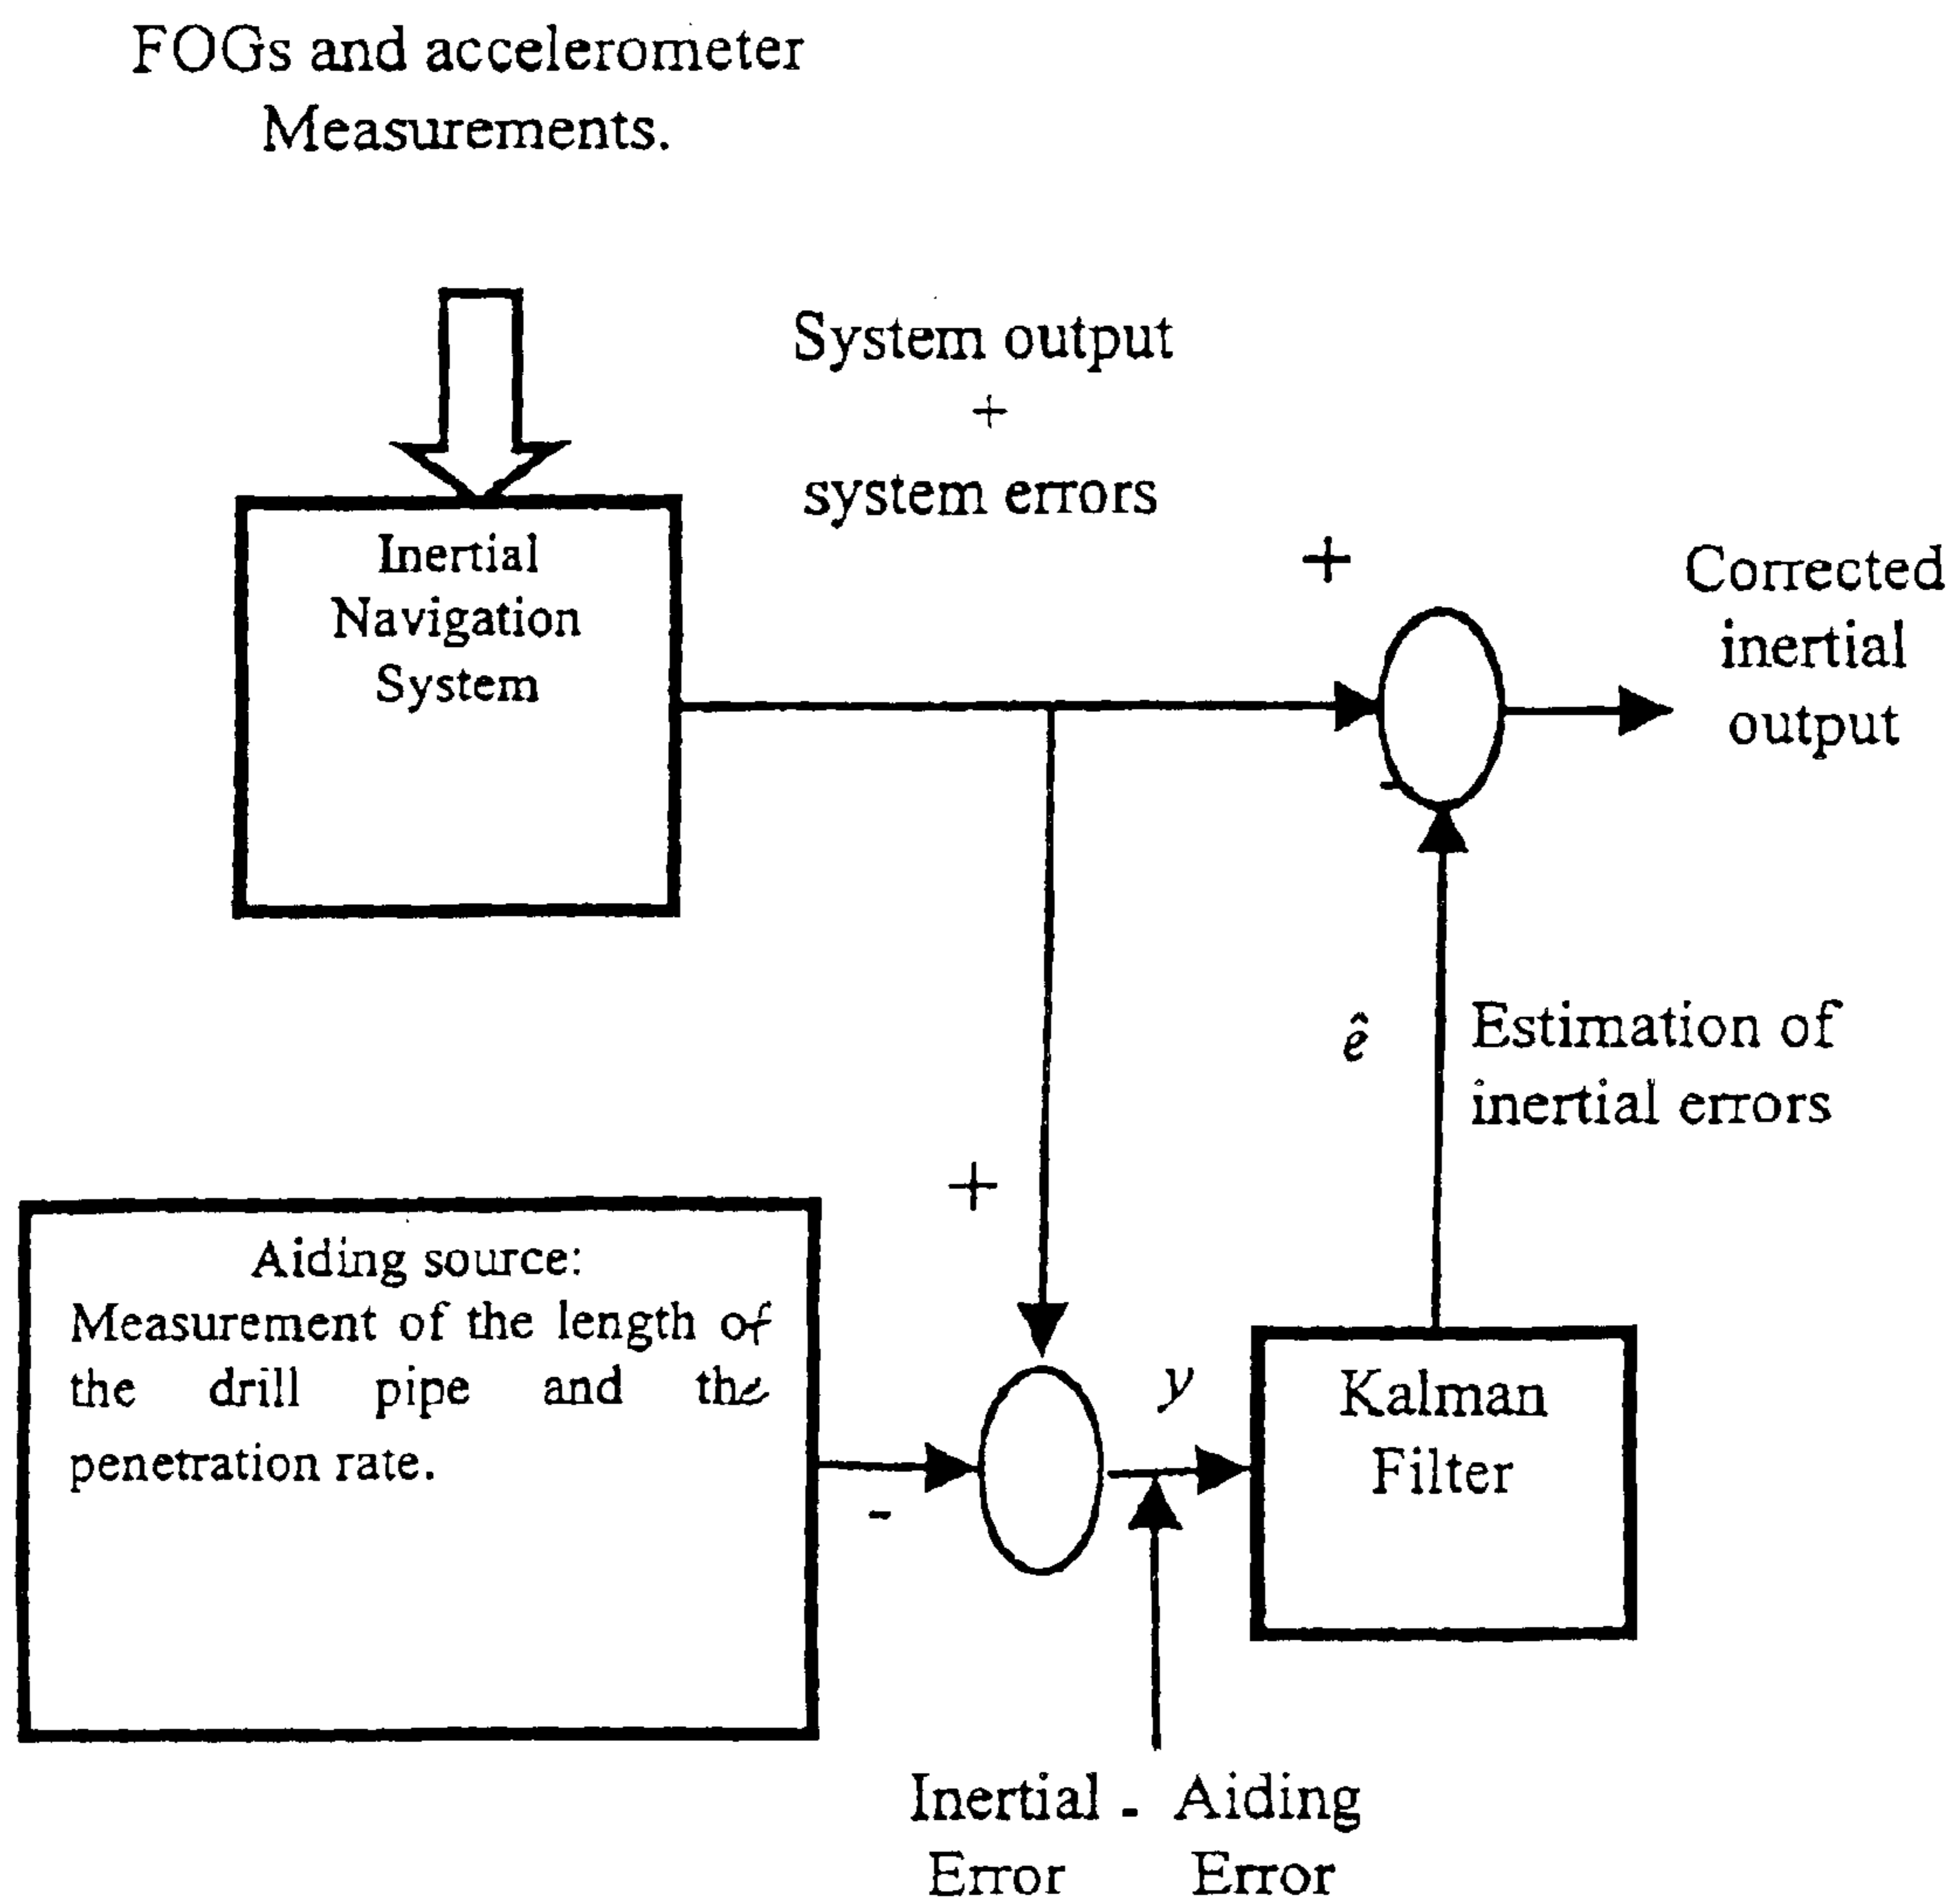 FOGs and accelerometer
Measurements.
System output
+
system errors
Inertial
Navigation
System
+
Corrected
inertial
output
-
ê
Estimation of
inertial errors
+
Aiding source:
Measurement of the length of
the drill pipe and the
penetration rate.
-
y
Kalman
Filter
Inertial - Aiding
Error Error